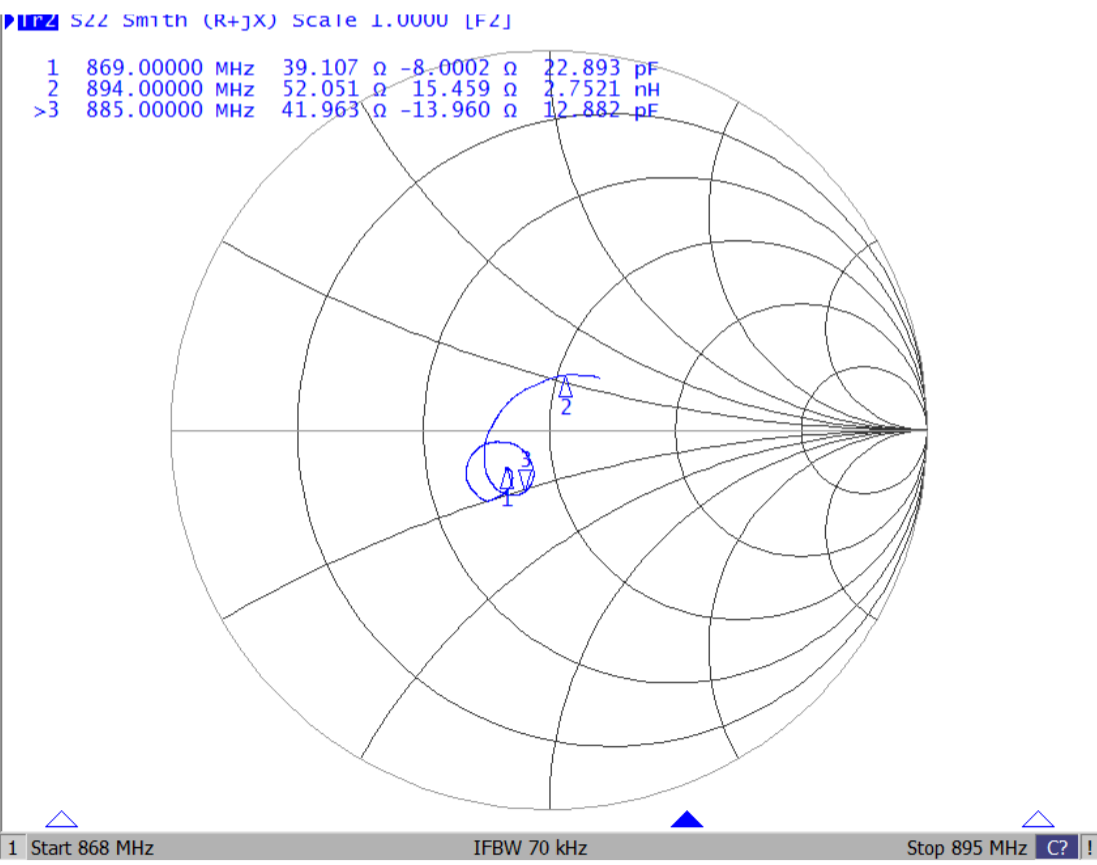 Tr2 S22 Smith (R+jX) Scale 1.0000 [F2]
1 869.00000 MHz 39.107 Ω -8.0002 Ω 22.893 pF
2 894.00000 MHz 52.051 Ω 15.459 Ω 2.7521 nH
>3 885.00000 MHz 41.963 Ω -13.960 Ω 12.882 pF
2
3
1
1 Start 868 MHz IFBW 70 kHz Stop 895 MHz C? !